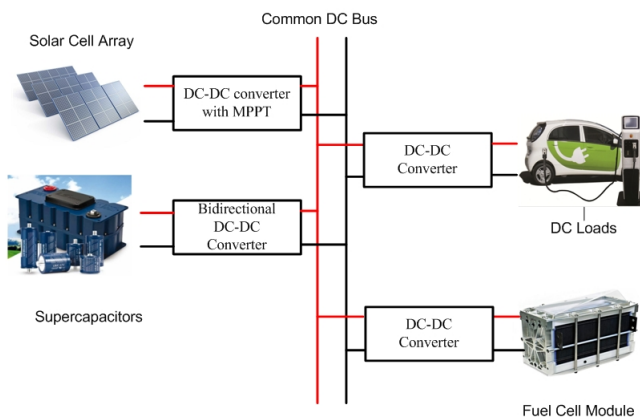 Common DC Bus
Solar Cell Array
DC-DC converter
with MPPT
DC-DC
Converter
DC Loads
Bidirectional
DC-DC
Converter
Supercapacitors
DC-DC
Converter
Fuel Cell Module